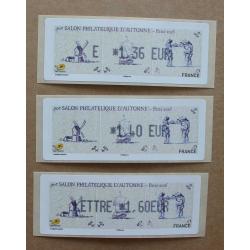 SALON PHILATELIQUE D'AUTOMNE - Paris
E *1,36 EUR
FRANCE
SALON PHILATELIQUE D'AUTOMNE - Paris
*1,40 EUR
FRANCE
SALON PHILATELIQUE D'AUTOMNE - Paris
LETTRE *1,60EUR
FRANCE